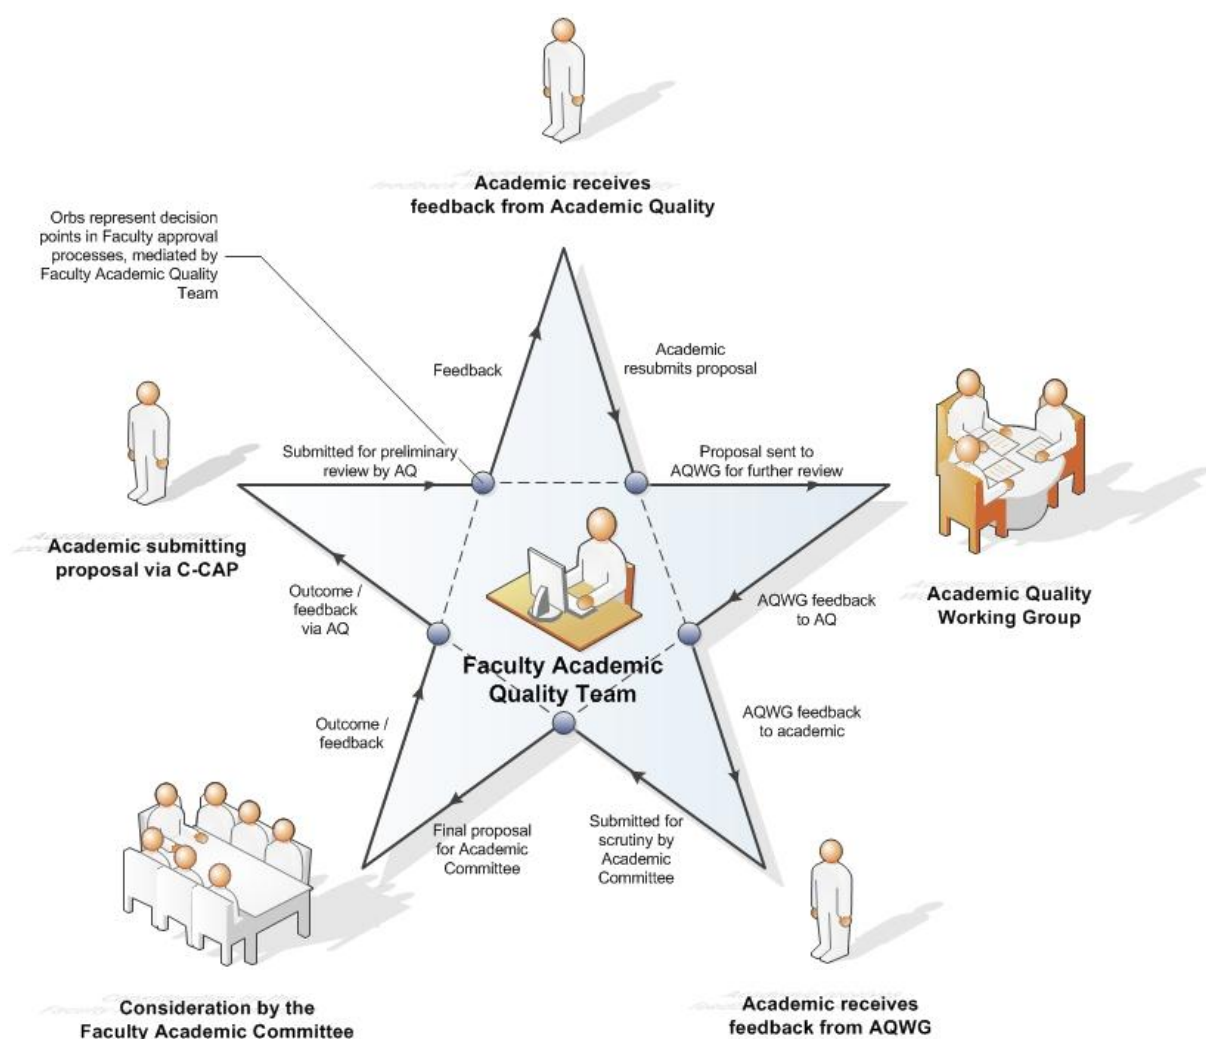 Academic receives
feedback from Academic Quality
Orbs represent decision
points in Faculty approval
processes, mediated by
Faculty Academic Quality
Team
Feedback
Academic
resubmits proposal
Submitted for preliminary
review by AQ
Proposal sent to
AQWG for further review
Academic submitting
proposal via C-CAP
Outcome /
feedback
via AQ
AQWG feedback
to AQ
Academic Quality
Working Group
Faculty Academic
Quality Team
Outcome /
feedback
AQWG feedback
to academic
Final proposal
for Academic
Committee
Submitted for
scrutiny by
Academic
Committee
Consideration by the
Faculty Academic Committee
Academic receives
feedback from AQWG